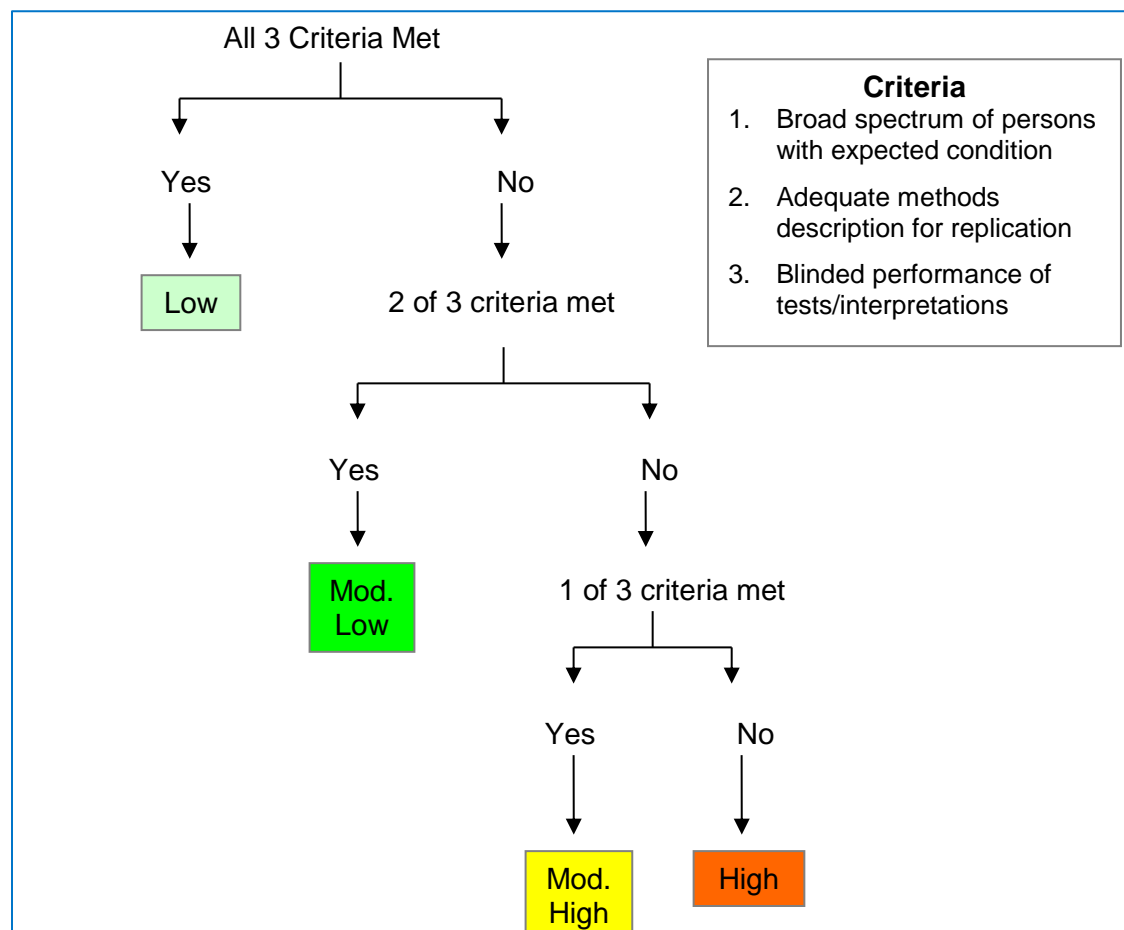 All 3 Criteria Met
Criteria
1. Broad spectrum of persons
with expected condition
2. Adequate methods
description for replication
3. Blinded performance of
tests/interpretations
Yes
No
Low
2 of 3 criteria met
Yes
No
Mod.
Low
1 of 3 criteria met
Yes
No
Mod.
High
High